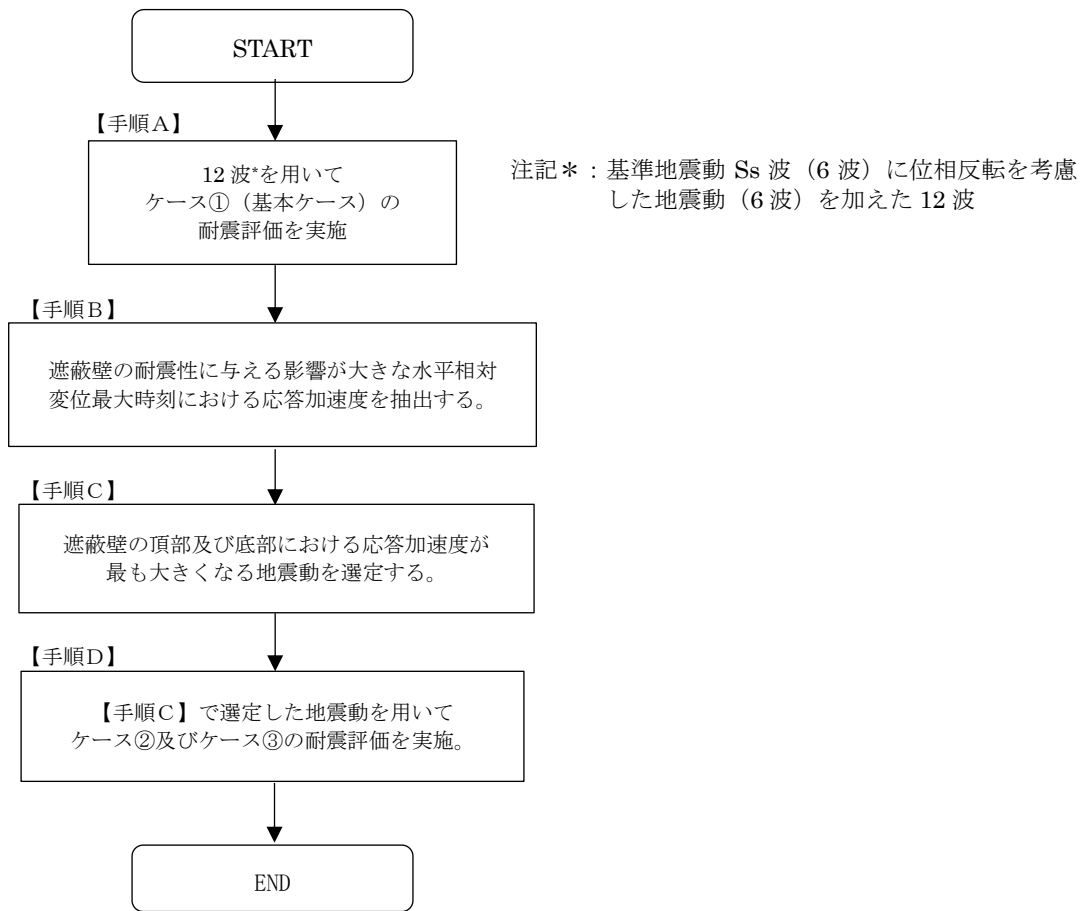 START
【手順A】
12 波*を用いて
ケース①（基本ケース）の
耐震評価を実施
注記＊：基準地震動 Ss 波（6 波）に位相反転を考慮
した地震動（6 波）を加えた 12 波
【手順B】
遮蔽壁の耐震性に与える影響が大きな水平相対
変位最大時刻における応答加速度を抽出する。
【手順C】
遮蔽壁の頂部及び底部における応答加速度が
最も大きくなる地震動を選定する。
【手順D】
【手順C】で選定した地震動を用いて
ケース②及びケース③の耐震評価を実施。
END